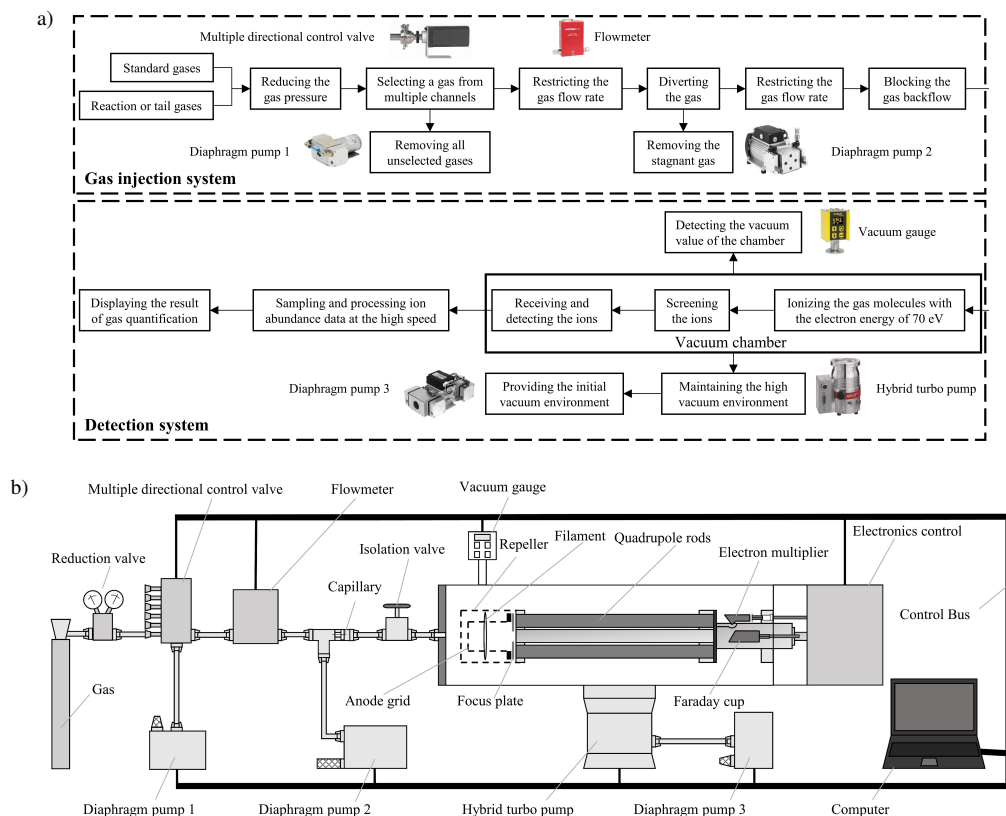 a)
Multiple directional control valve
Flowmeter
Standard gases
Reaction or tail gases
Reducing the
gas pressure
Selecting a gas from
multiple channels
Restricting the
gas flow rate
Diverting
the gas
Restricting the
gas flow rate
Blocking the
gas backflow
Diaphragm pump 1
Removing all
unselected gases
Removing the
stagnant gas
Diaphragm pump 2
Gas injection system
Detecting the vacuum
value of the chamber
Vacuum gauge
Displaying the result
of gas quantification
Sampling and processing ion
abundance data at the high speed
Receiving and
detecting the ions
Screening
the ions
Ionizing the gas molecules with
the electron energy of 70 eV
Vacuum chamber
Diaphragm pump 3
Providing the initial
vacuum environment
Maintaining the high
vacuum environment
Hybrid turbo pump
Detection system
b)
Multiple directional control valve
Flowmeter
Vacuum gauge
Reduction valve
Isolation valve
Repeller
Filament
Quadrupole rods
Electron multiplier
Electronics control
Capillary
Control Bus
Gas
Anode grid
Focus plate
Faraday cup
Diaphragm pump 1
Diaphragm pump 2
Hybrid turbo pump
Diaphragm pump 3
Computer